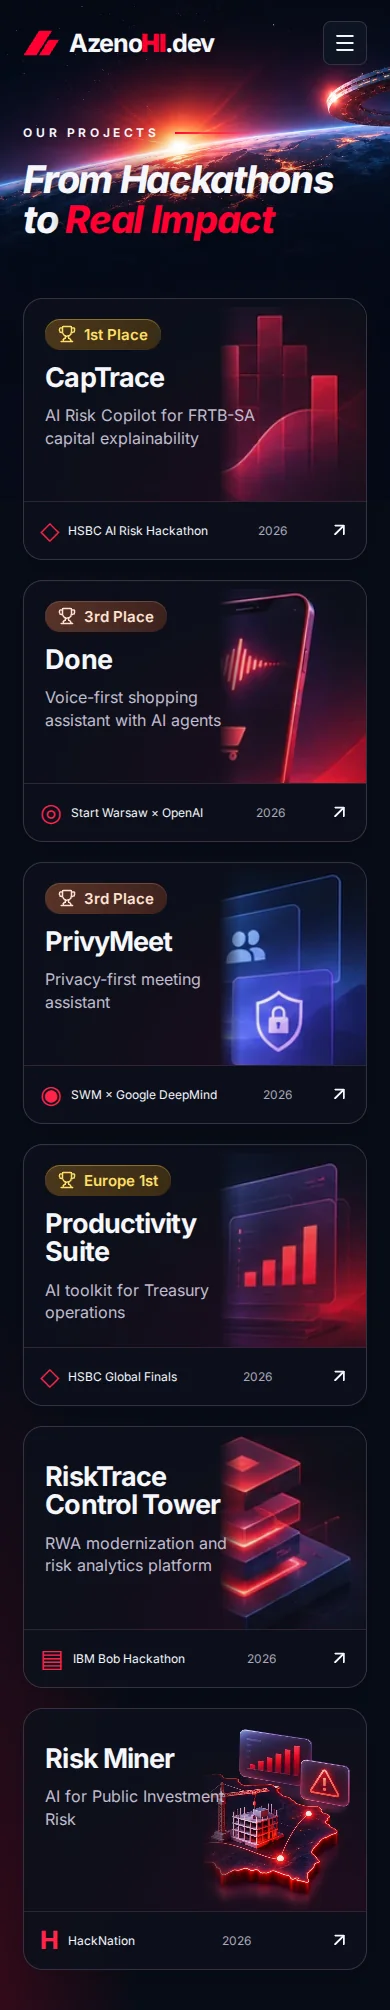 AzenoHI.dev
OUR PROJECTS
From Hackathons
to Real Impact
1st Place
CapTrace
AI Risk Copilot for FRTB-SA
capital explainability
HSBC AI Risk Hackathon 2026
3rd Place
Done
Voice-first shopping
assistant with AI agents
Start Warsaw × OpenAI 2026
3rd Place
PrivyMeet
Privacy-first meeting
assistant
SWM × Google DeepMind 2026
Europe 1st
Productivity
Suite
AI toolkit for Treasury
operations
HSBC Global Finals 2026
RiskTrace
Control Tower
RWA modernization and
risk analytics platform
IBM Bob Hackathon 2026
Risk Miner
AI for Public Investment
Risk
H HackNation 2026